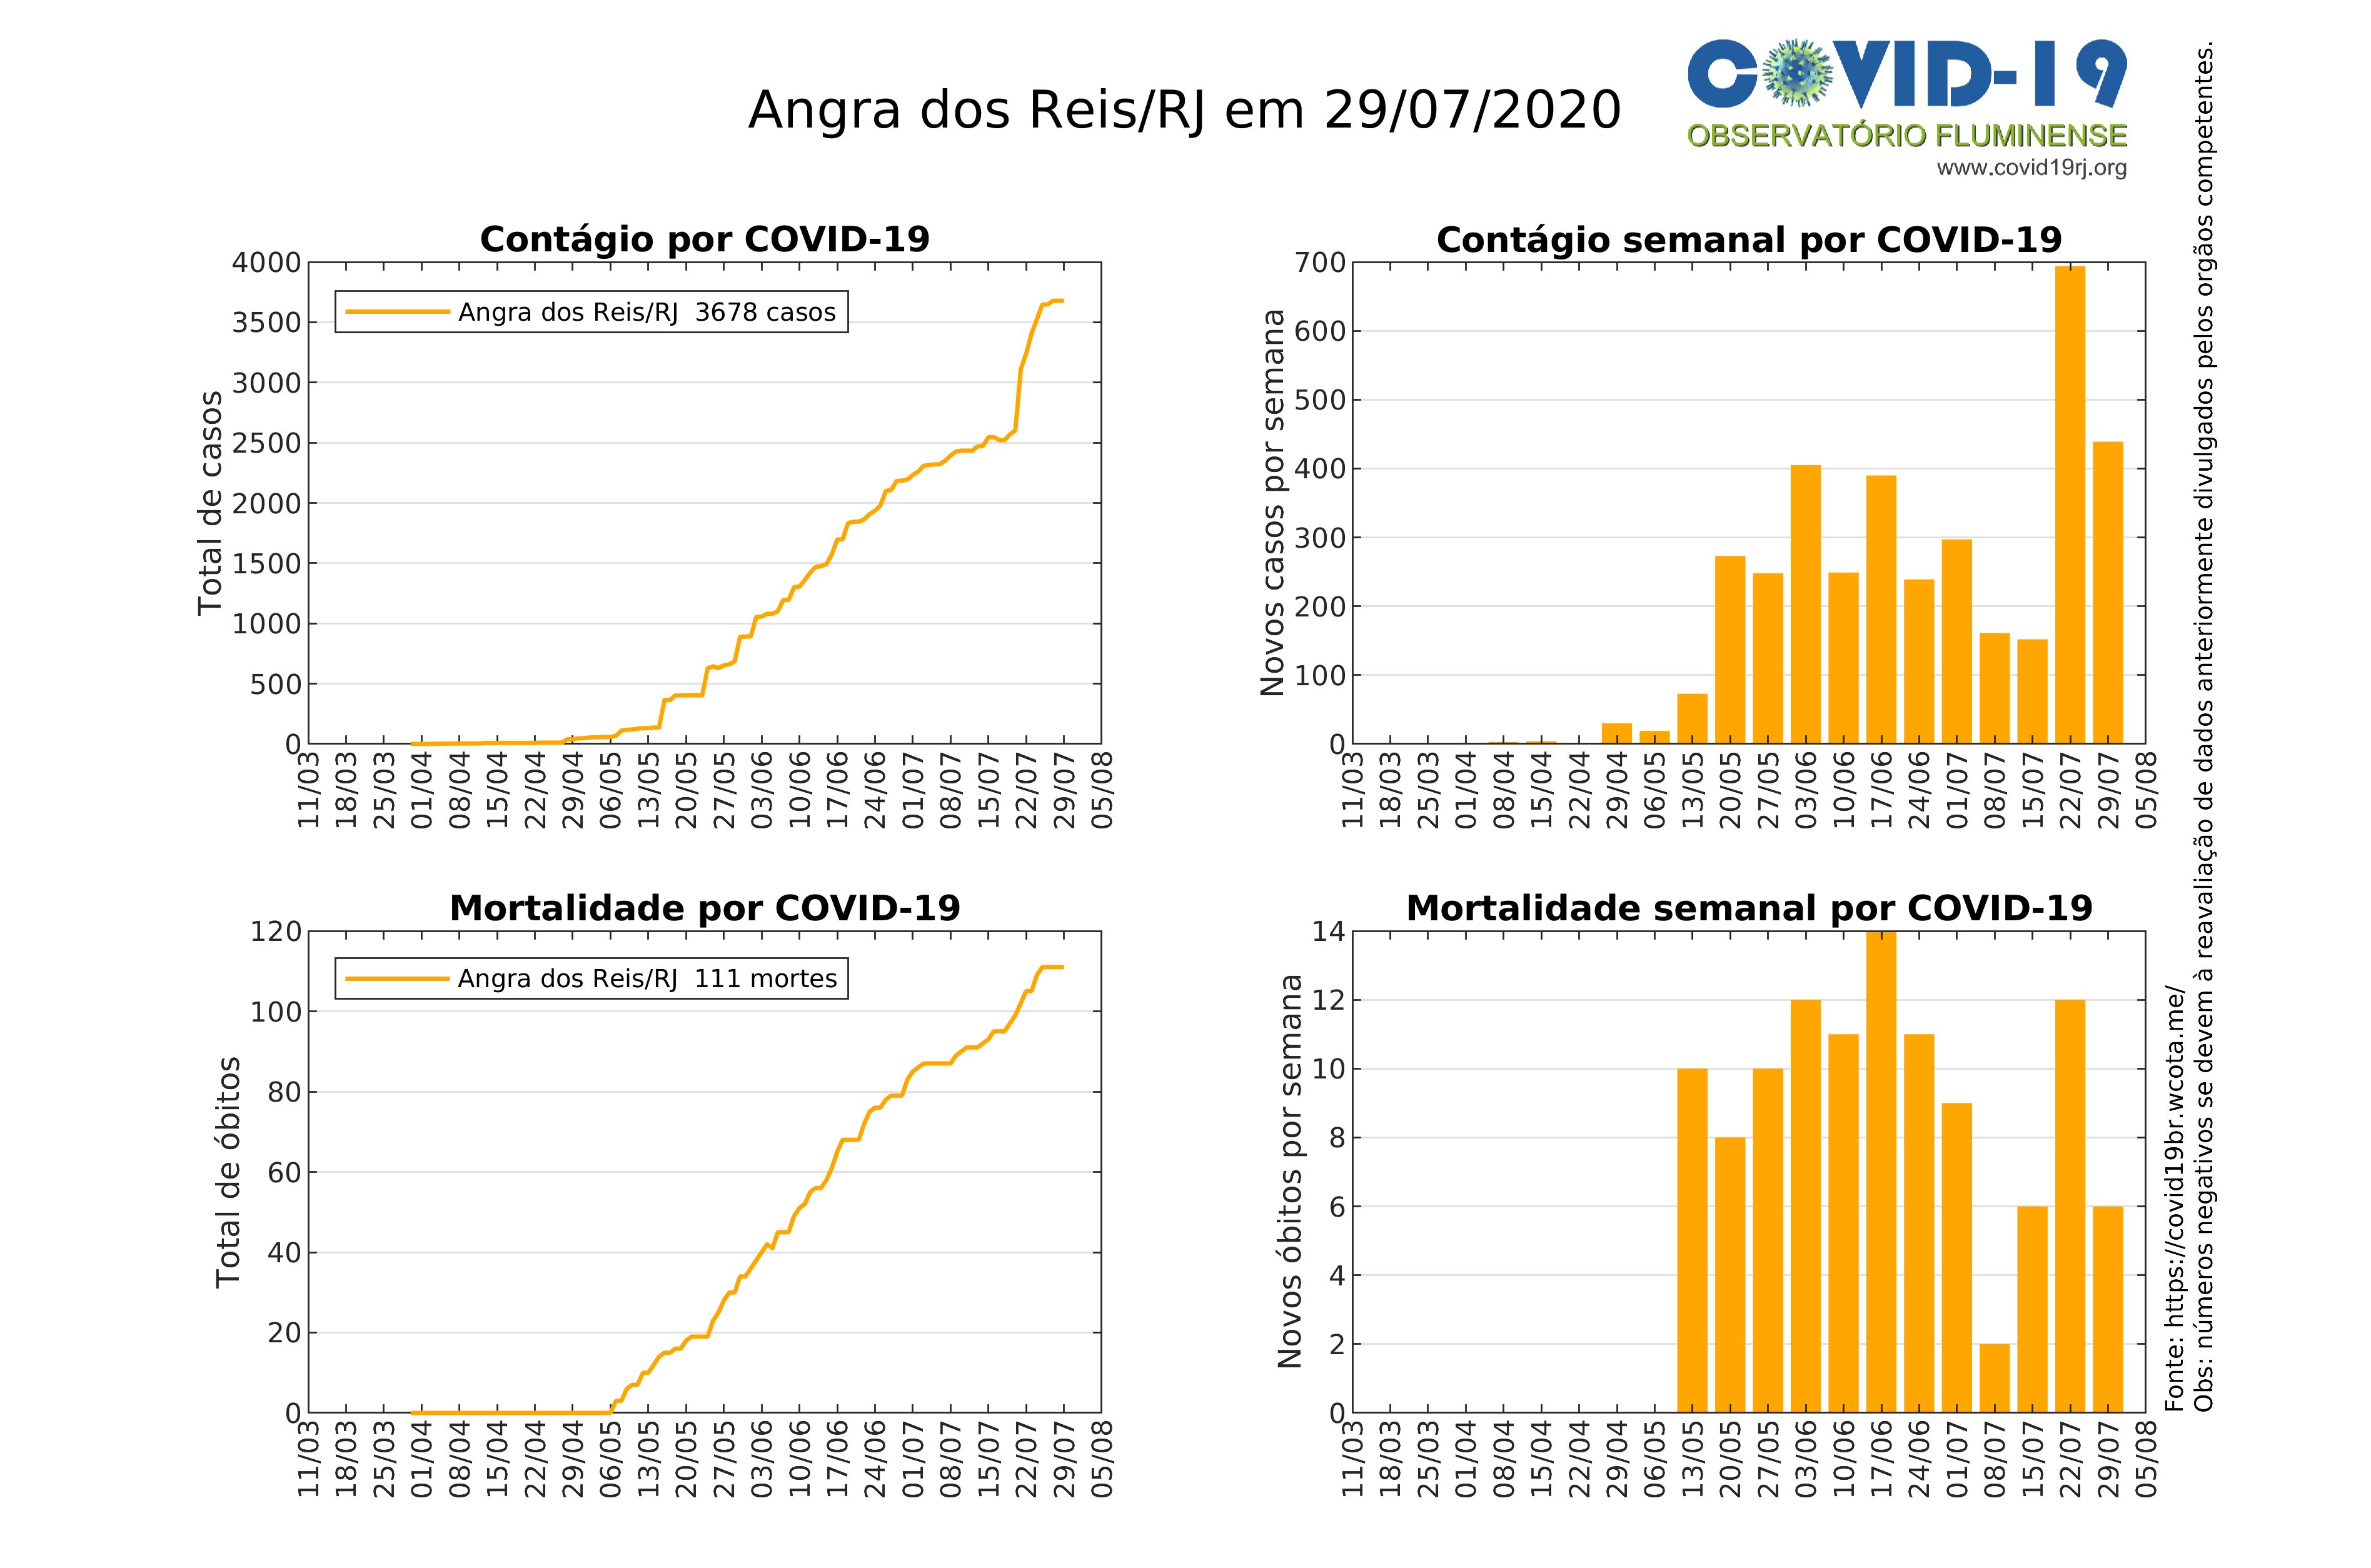 Angra dos Reis/RJ em 29/07/2020
COVID-19
OBSERVATÓRIO FLUMINENSE
www.covid19rj.org
Contágio por COVID-19
Total de casos
4000
3500
3000
2500
2000
1500
1000
500
0
Angra dos Reis/RJ 3678 casos
11/03 18/03 25/03 01/04 08/04 15/04 22/04 29/04 06/05 13/05 20/05 27/05 03/06 10/06 17/06 24/06 01/07 08/07 15/07 22/07 29/07 05/08
Contágio semanal por COVID-19
Novos casos por semana
700
600
500
400
300
200
100
0
11/03 18/03 25/03 01/04 08/04 15/04 22/04 29/04 06/05 13/05 20/05 27/05 03/06 10/06 17/06 24/06 01/07 08/07 15/07 22/07 29/07 05/08
Mortalidade por COVID-19
Total de óbitos
120
100
80
60
40
20
0
Angra dos Reis/RJ 111 mortes
11/03 18/03 25/03 01/04 08/04 15/04 22/04 29/04 06/05 13/05 20/05 27/05 03/06 10/06 17/06 24/06 01/07 08/07 15/07 22/07 29/07 05/08
Mortalidade semanal por COVID-19
Novos óbitos por semana
14
12
10
8
6
4
2
0
11/03 18/03 25/03 01/04 08/04 15/04 22/04 29/04 06/05 13/05 20/05 27/05 03/06 10/06 17/06 24/06 01/07 08/07 15/07 22/07 29/07 05/08
Fonte: https://covid19br.wcota.me/
Obs: números negativos se devem à reavaliação de dados anteriormente divulgados pelos orgãos competentes.